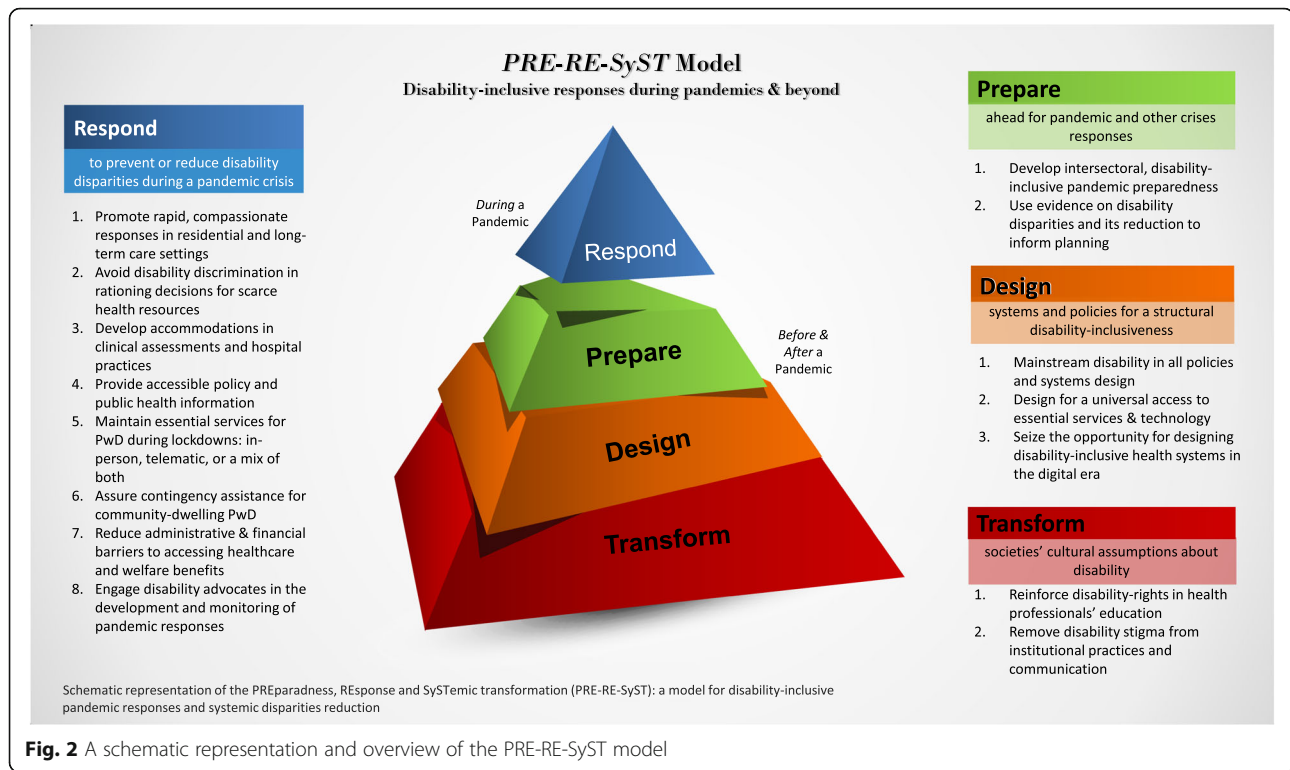 PRE-RE-SyST Model
Disability-inclusive responses during pandemics & beyond
Respond
to prevent or reduce disability
disparities during a pandemic crisis
1. Promote rapid, compassionate
responses in residential and long-
term care settings
2. Avoid disability discrimination in
rationing decisions for scarce
health resources
3. Develop accommodations in
clinical assessments and hospital
practices
4. Provide accessible policy and
public health information
5. Maintain essential services for
PwD during lockdowns: in-
person, telematic, or a mix of
both
6. Assure contingency assistance for
community-dwelling PwD
7. Reduce administrative & financial
barriers to accessing healthcare
and welfare benefits
8. Engage disability advocates in the
development and monitoring of
pandemic responses
During a
Pandemic
Respond
Prepare
Before &
After a
Pandemic
Design
Transform
Prepare
ahead for pandemic and other crises
responses
1. Develop intersectoral, disability-
inclusive pandemic preparedness
2. Use evidence on disability
disparities and its reduction to
inform planning
Design
systems and policies for a structural
disability-inclusiveness
1. Mainstream disability in all policies
and systems design
2. Design for a universal access to
essential services & technology
3. Seize the opportunity for designing
disability-inclusive health systems in
the digital era
Transform
societies’ cultural assumptions about
disability
1. Reinforce disability-rights in health
professionals’ education
2. Remove disability stigma from
institutional practices and
communication
Schematic representation of the PREparadness, REsponse and SySTemic transformation (PRE-RE-SyST): a model for disability-inclusive
pandemic responses and systemic disparities reduction
Fig. 2 A schematic representation and overview of the PRE-RE-SyST model